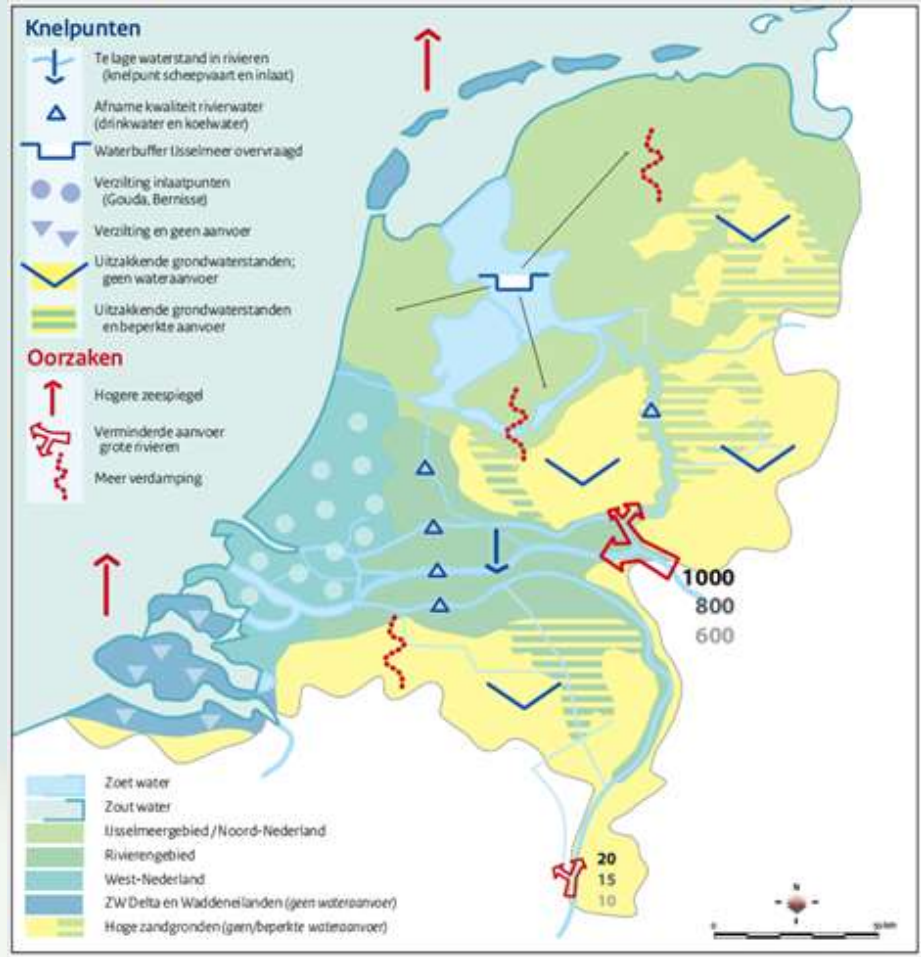 Knelpunten
Te lage waterstand in rivieren
(knelpunt scheepvaart en inlaat)
Afname kwaliteit rivierwater
(drinkwater en koelwater)
Waterbuffer IJsselmeer overvraagd
Verzilting inlaatpunten
(Gouda, Bernisse)
Verzilting en geen aanvoer
Uitzakkende grondwaterstanden;
geen wateraanvoer
Uitzakkende grondwaterstanden
en beperkte aanvoer
Oorzaken
Hogere zeespiegel
Verminderde aanvoer
grote rivieren
Meer verdamping
1000
800
600
Zoet water
Zout water
IJsselmeergebied / Noord-Nederland
Rivierengebied
West-Nederland
ZW Delta en Waddeneilanden (geen wateraanvoer)
Hoge zandgronden (geen/beperkte wateraanvoer)
20
15
10
N
0